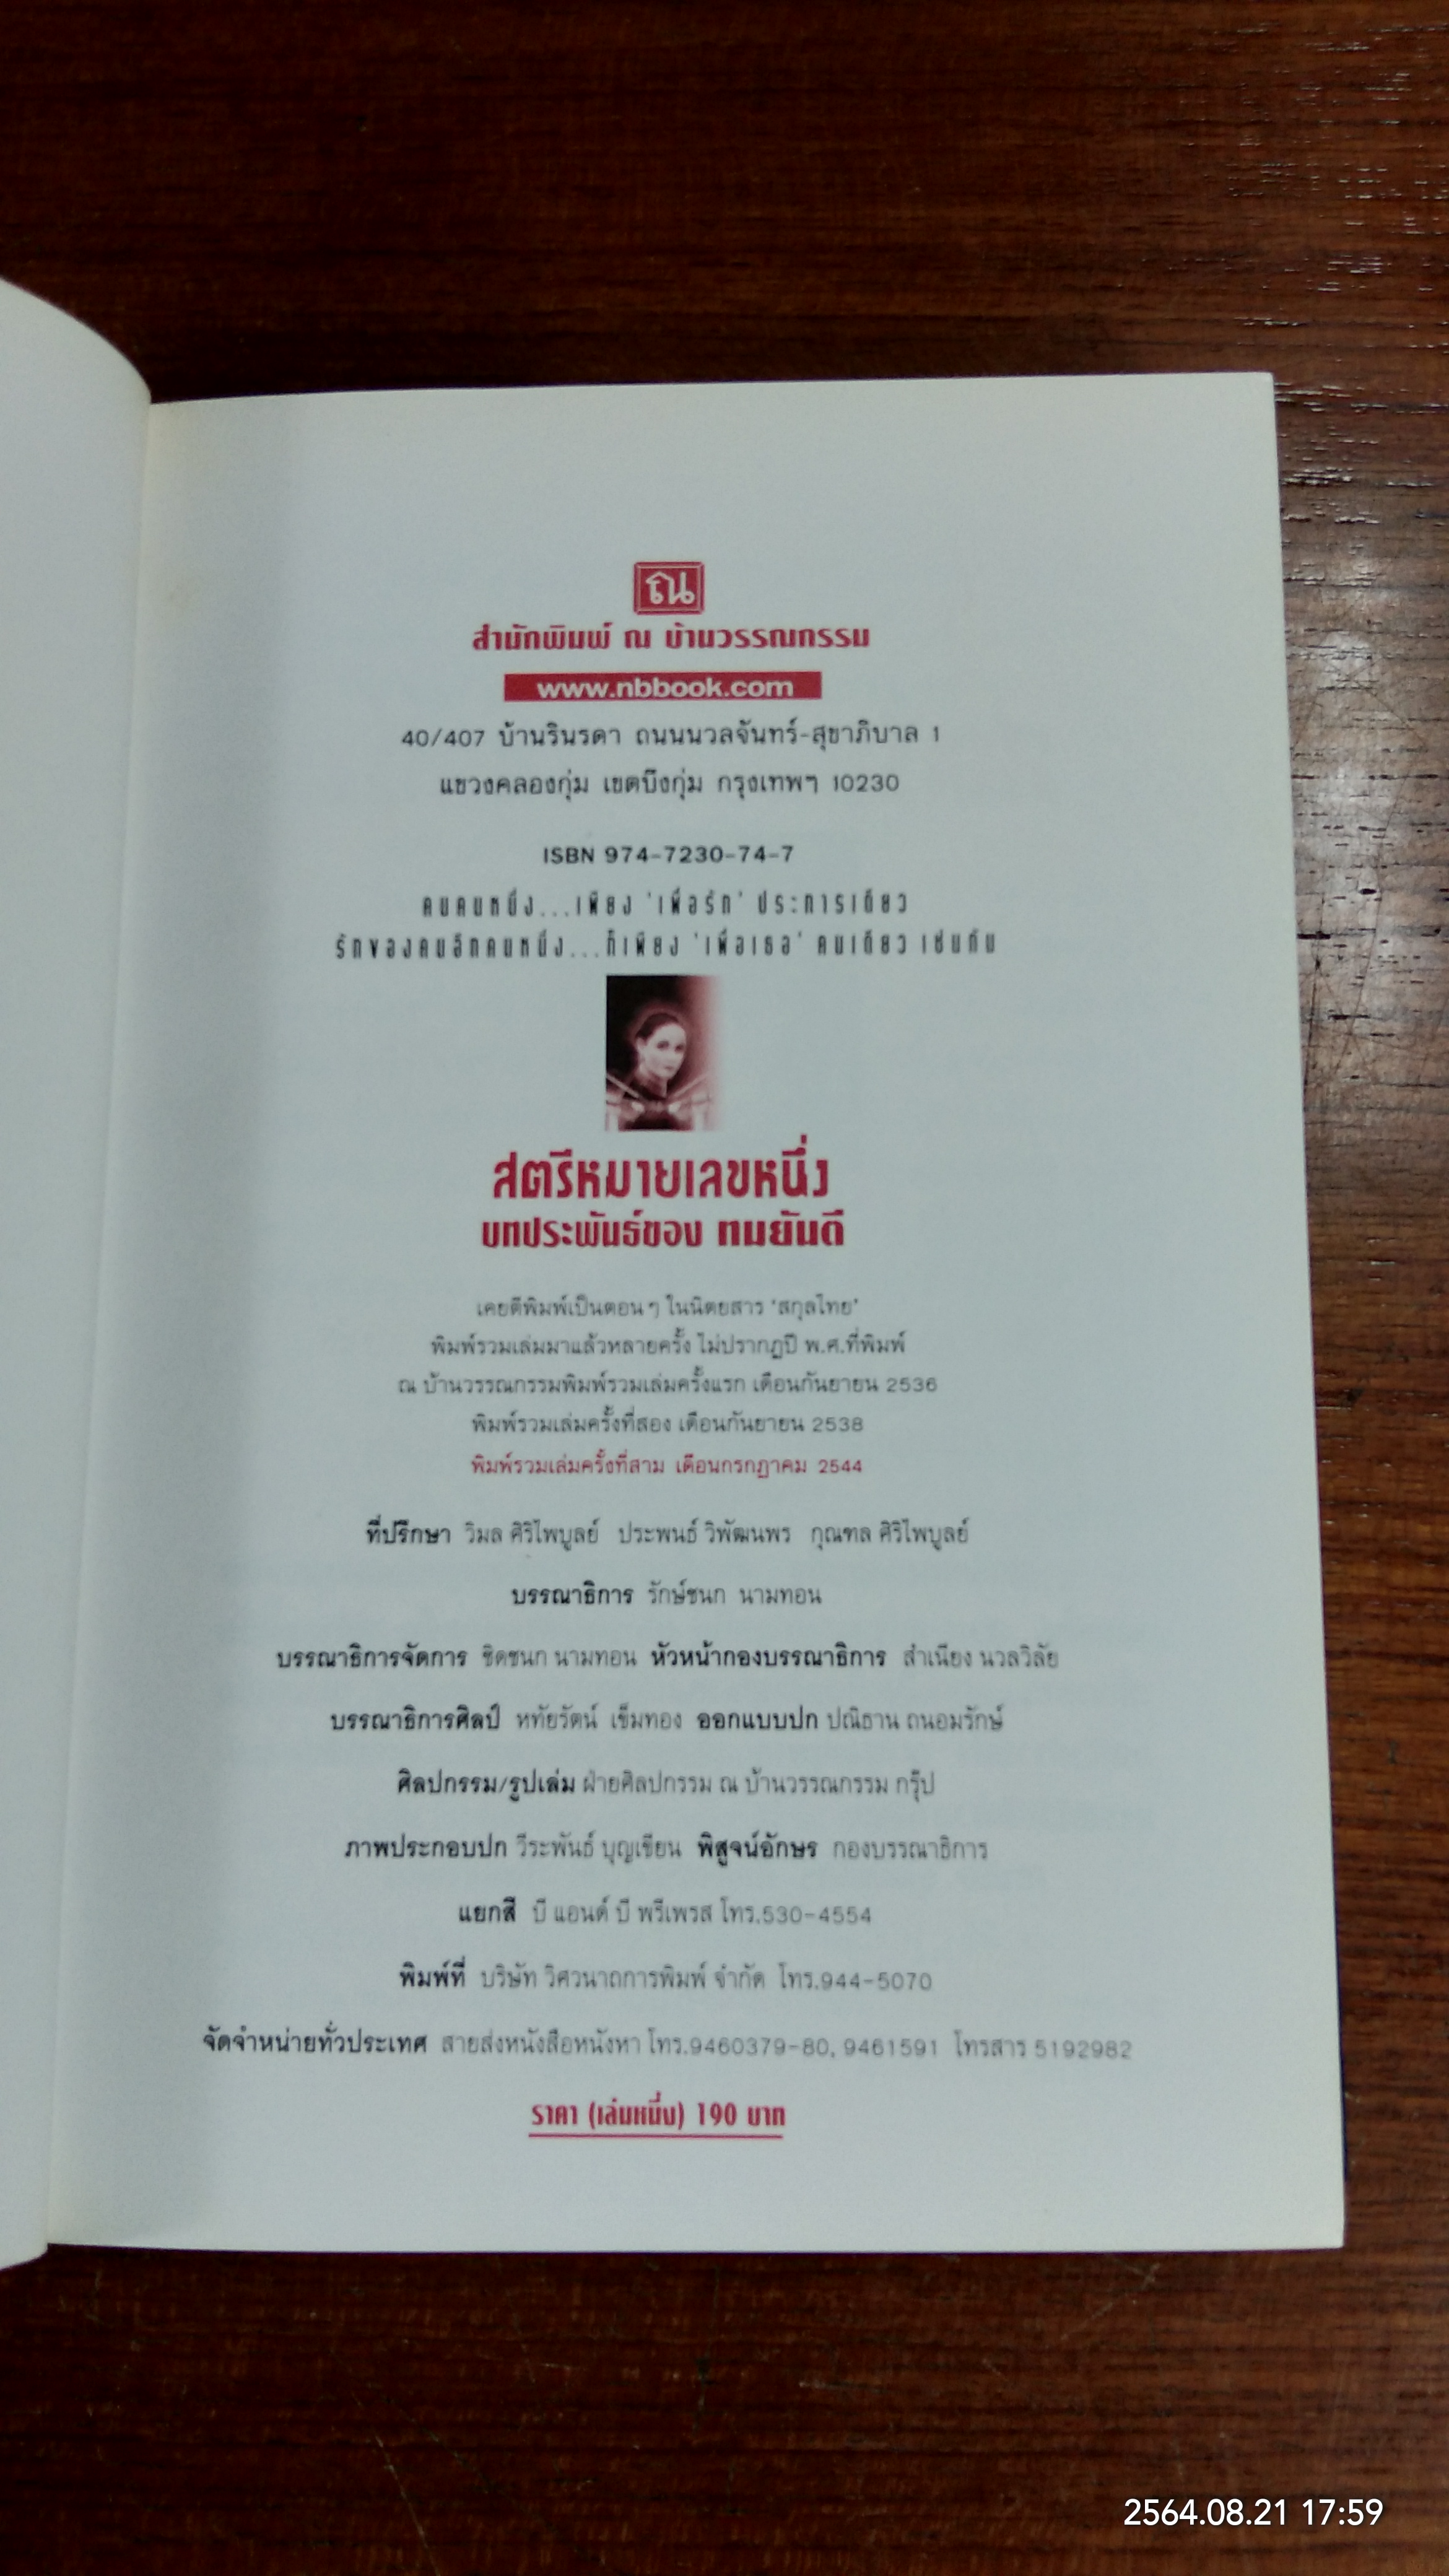 ณ
สำนักพิมพ์ ณ บ้านวรรณกรรม
www.nbbook.com
40/407 บ้านรินรดา ถนนนวลจันทร์-สุขาภิบาล 1
แขวงคลองกุ่ม เขตบึงกุ่ม กรุงเทพฯ 10230
ISBN 974-7230-74-7
คนคนหนึ่ง...เพียง 'เพื่อรัก' ประการเดียว
รักของคนอีกคนหนึ่ง...ก็เพียง 'เพื่อเธอ' คนเดียว เช่นกัน
สตรีหมายเลขหนึ่ง
บทประพันธ์ของ ทมยันตี
เคยตีพิมพ์เป็นตอนๆ ในนิตยสาร 'สกุลไทย'
พิมพ์รวมเล่มมาแล้วหลายครั้ง ไม่ปรากฏปี พ.ศ.ที่พิมพ์
ณ บ้านวรรณกรรมพิมพ์รวมเล่มครั้งแรก เดือนกันยายน 2536
พิมพ์รวมเล่มครั้งที่สอง เดือนกันยายน 2538
พิมพ์รวมเล่มครั้งที่สาม เดือนกรกฎาคม 2544
ที่ปรึกษา วิมล ศิริไพบูลย์ ประพนธ์ วิพัฒนพร กุณฑล ศิริไพบูลย์
บรรณาธิการ รักษ์ชนก นามทอน
บรรณาธิการจัดการ ชิดชนก นามทอน หัวหน้ากองบรรณาธิการ สำเนียง นวลวิลัย
บรรณาธิการศิลป์ หทัยรัตน์ เข็มทอง ออกแบบปก ปณิธาน ถนอมรักษ์
ศิลปกรรม/รูปเล่ม ฝ่ายศิลปกรรม ณ บ้านวรรณกรรม กรุ๊ป
ภาพประกอบปก วีระพันธ์ บุญเขียน พิสูจน์อักษร กองบรรณาธิการ
แยกสี บี แอนด์ บี พรีเพรส โทร.530-4554
พิมพ์ที่ บริษัท วิศวนาถการพิมพ์ จำกัด โทร.944-5070
จัดจำหน่ายทั่วประเทศ สายส่งหนังสือหนังหา โทร.9460379-80, 9461591 โทรสาร 5192982
ราคา (เล่มหนึ่ง) 190 บาท
2564.08.21 17:59